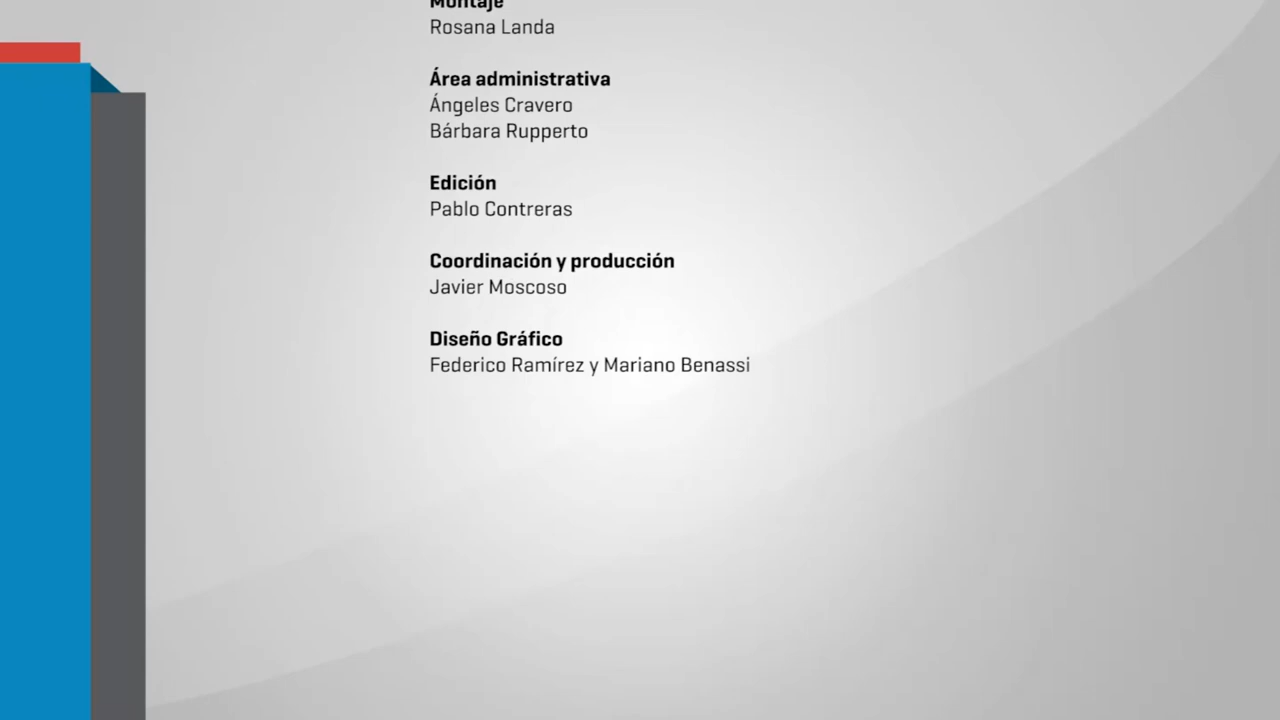 Montaje
Rosana Landa
Área administrativa
Ángeles Cravero
Bárbara Rupperto
Edición
Pablo Contreras
Coordinación y producción
Javier Moscoso
Diseño Gráfico
Federico Ramírez y Mariano Benassi